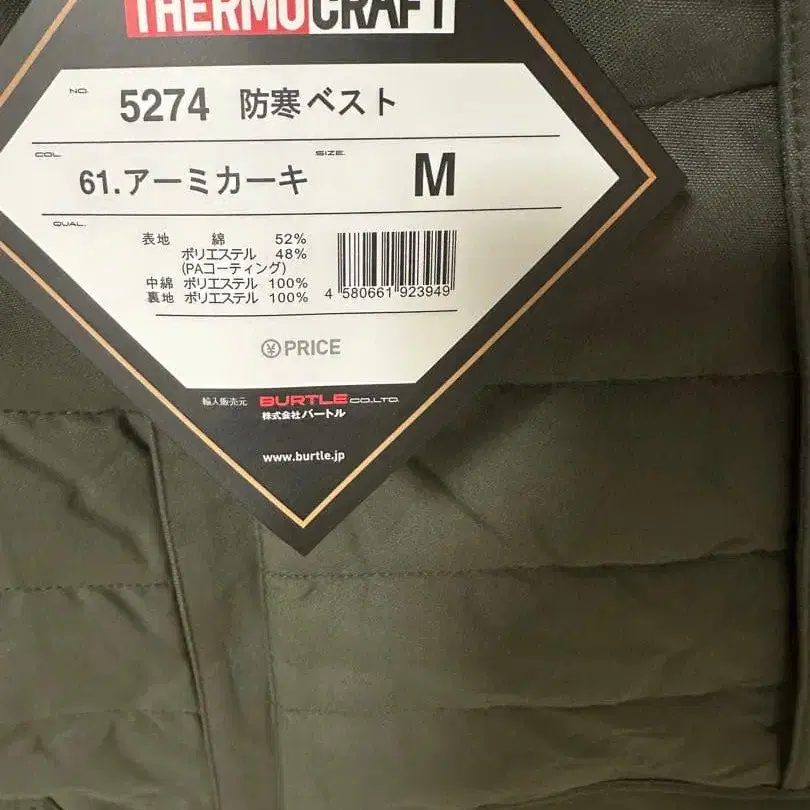 THERMOCRAFT
NO. 5274 防寒ベスト
COL. 61.アーミカーキ SIZE. M
QUAL.
表地 綿 52%
ポリエステル 48%
(PAコーティング)
中綿 ポリエステル 100%
裏地 ポリエステル 100%
4 580661 923949
¥PRICE
輸入販売元 BURTLE CO.LTD.
株式会社バートル
www.burtle.jp